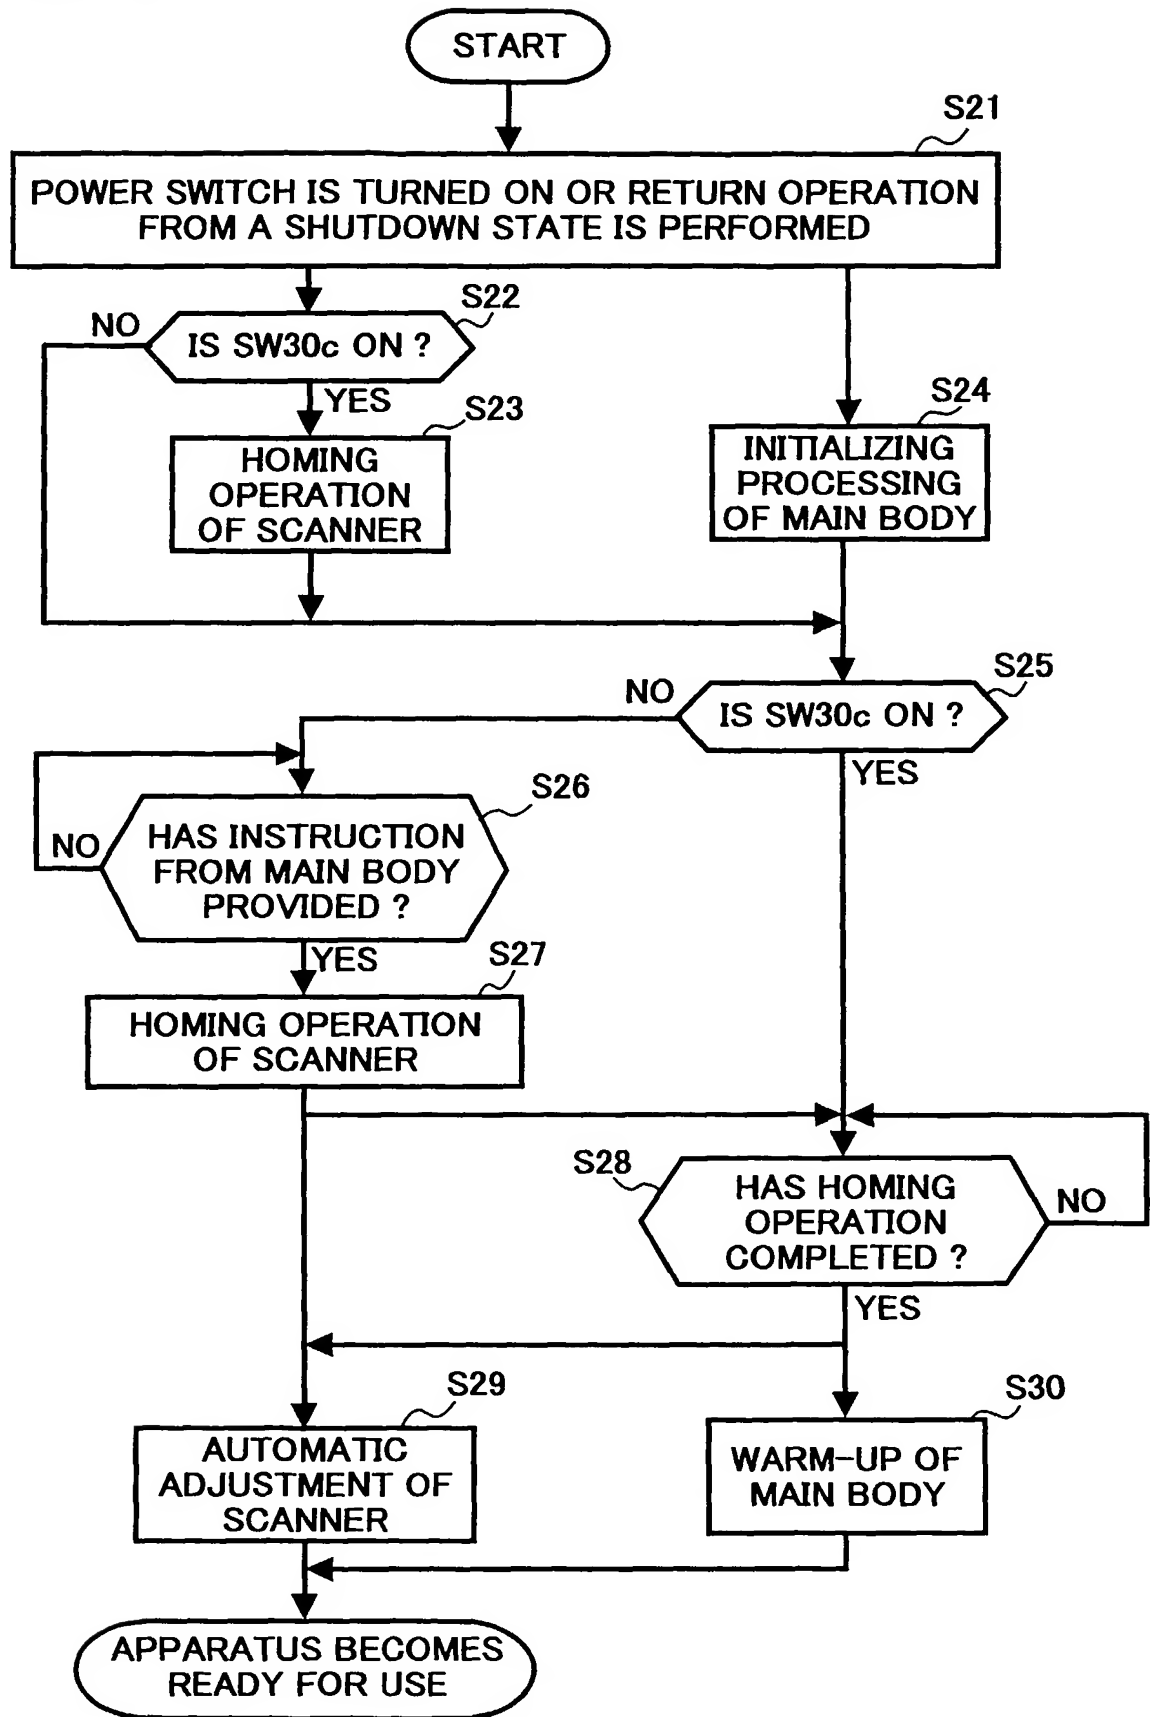 START
S21
POWER SWITCH IS TURNED ON OR RETURN OPERATION
FROM A SHUTDOWN STATE IS PERFORMED
S22
NO
IS SW30c ON ?
YES
S23
HOMING
OPERATION
OF SCANNER
S24
INITIALIZING
PROCESSING
OF MAIN BODY
S25
NO
IS SW30c ON ?
YES
S26
HAS INSTRUCTION
FROM MAIN BODY
PROVIDED ?
NO
YES
S27
HOMING OPERATION
OF SCANNER
S28
HAS HOMING
OPERATION
COMPLETED ?
NO
YES
S29
AUTOMATIC
ADJUSTMENT OF
SCANNER
S30
WARM-UP OF
MAIN BODY
APPARATUS BECOMES
READY FOR USE